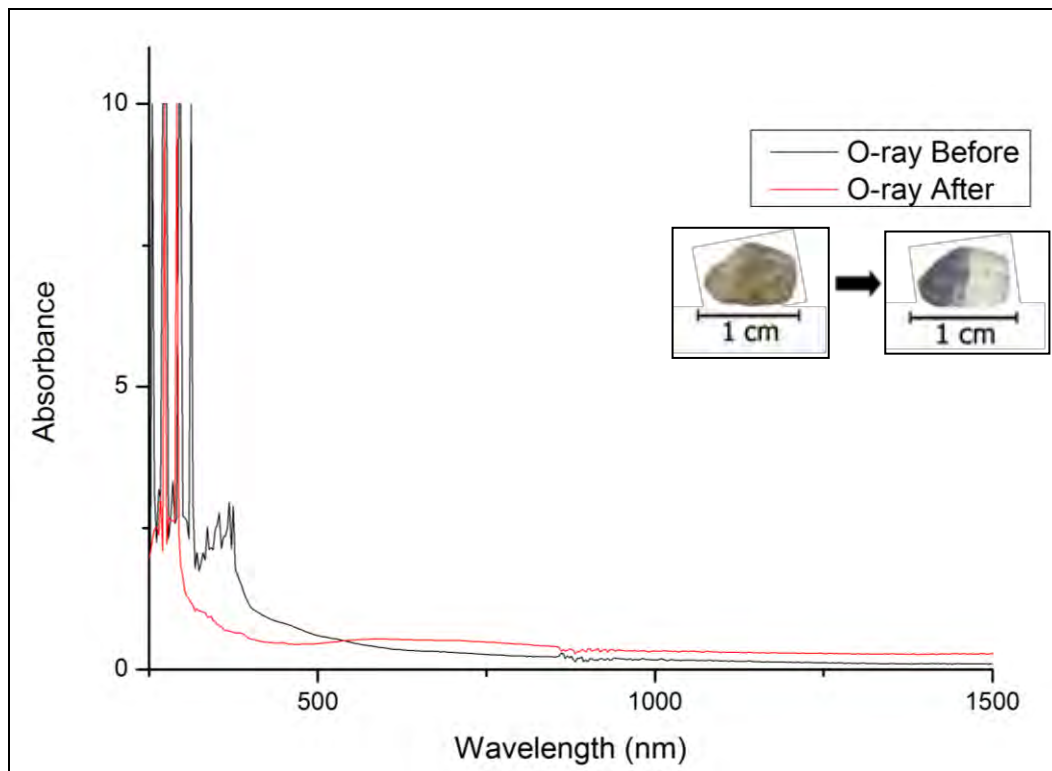 10
5
0
Absorbance
500
1000
1500
Wavelength (nm)
O-ray Before
O-ray After
1 cm
1 cm